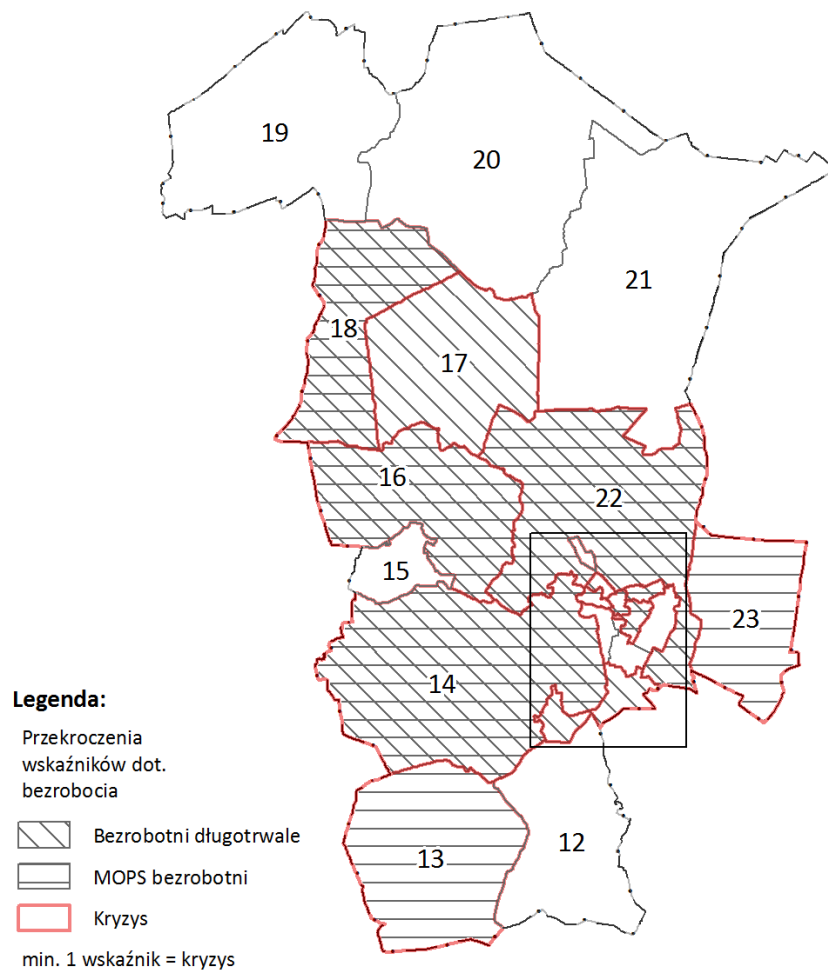 19
20
21
18
17
16
22
15
23
14
Legenda:
Przekroczenia
wskaźników dot.
bezrobocia
Bezrobotni długotrwale
MOPS bezrobotni
Kryzys
min. 1 wskaźnik = kryzys
13
12